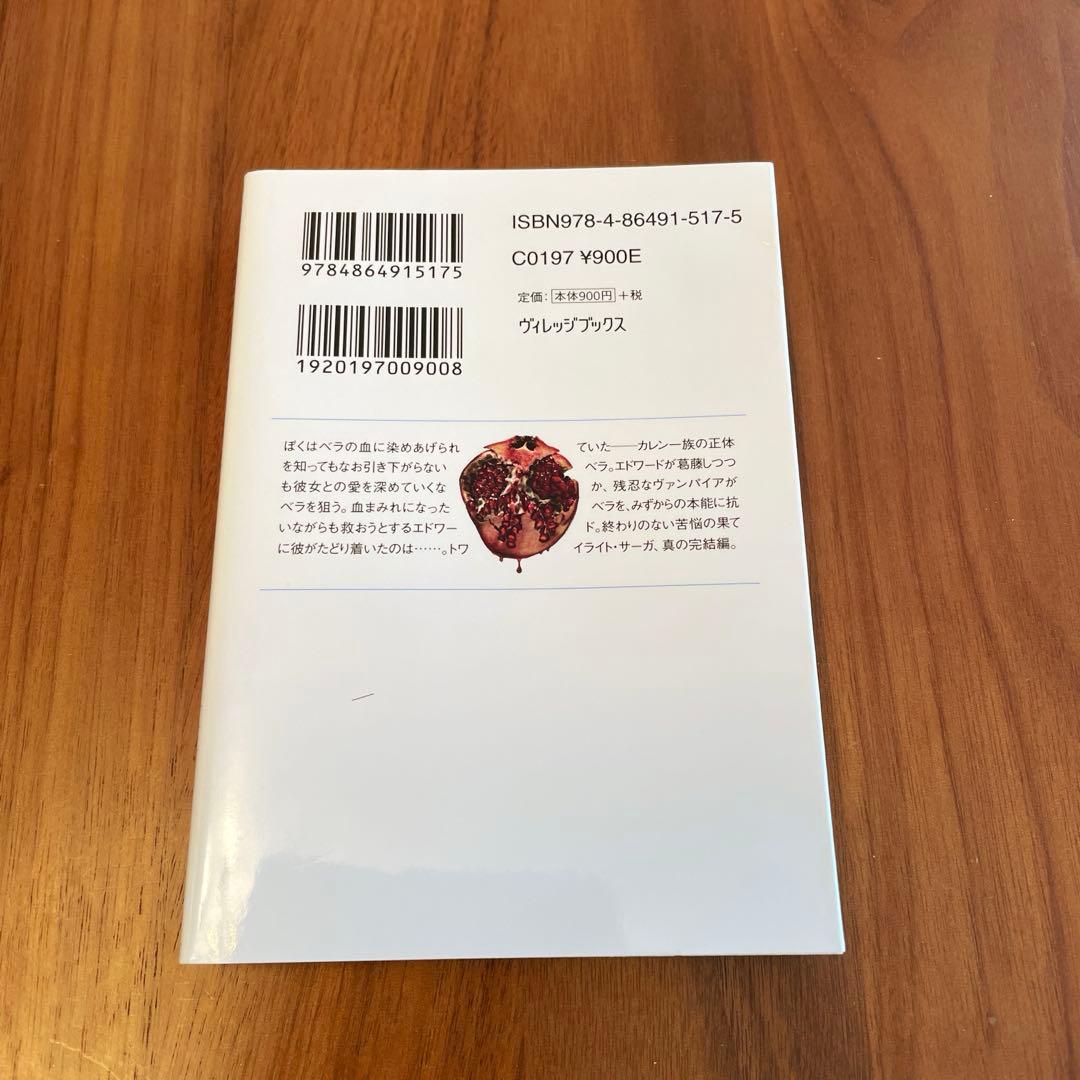 9784864915175
ISBN978-4-86491-517-5
C0197 ¥900E
定価：本体900円＋税
ヴィレッジブックス
1920197009008
ぼくはベラの血に染めあげられていた――カレン一族の正体
を知ってもなお引き下がらないベラ。エドワードが葛藤しつつ
も彼女との愛を深めていくなか、残忍なヴァンパイアが
ベラを狙う。血まみれになったベラを、みずからの本能に抗
いながらも救おうとするエドワード。終わりのない苦悩の果て
に彼がたどり着いたのは……。トワイライト・サーガ、真の完結編。